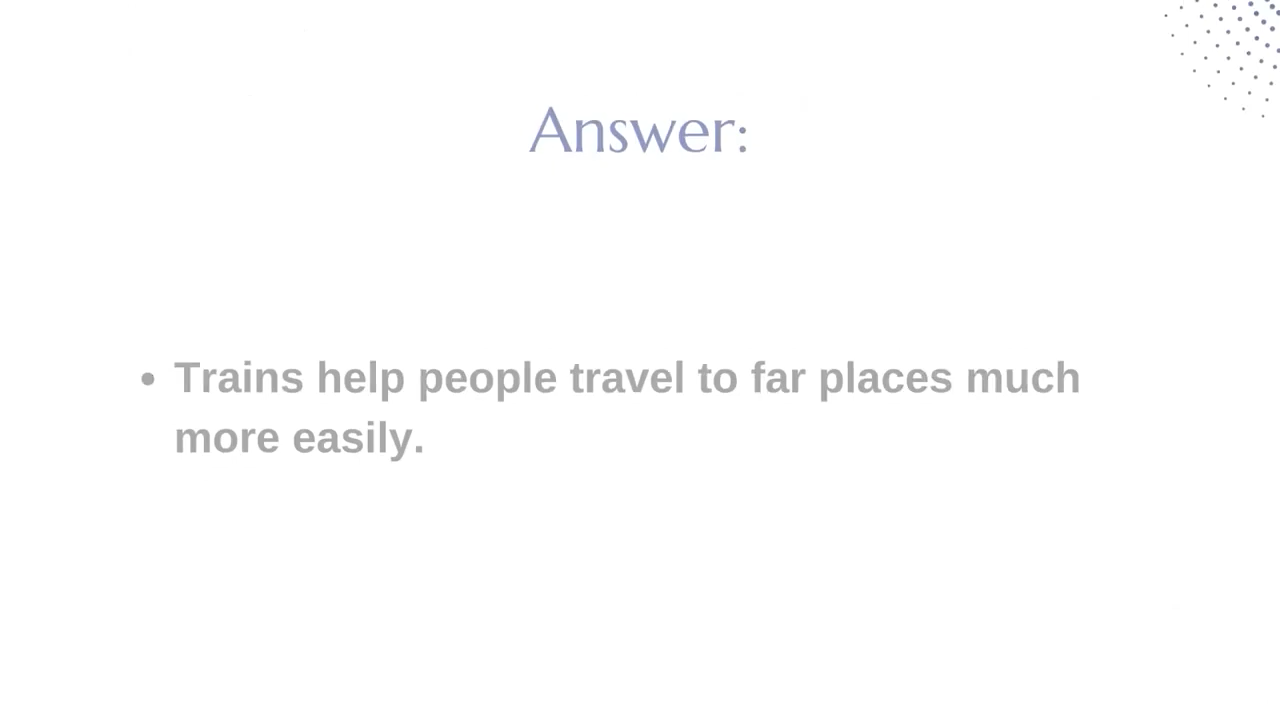 Answer:
• Trains help people travel to far places much
more easily.